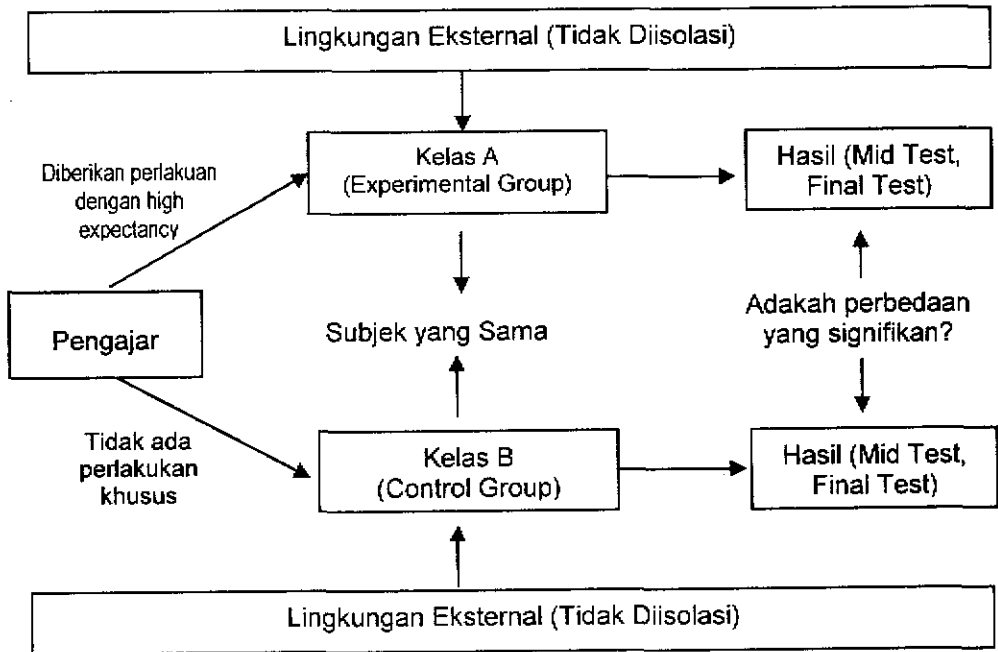 Lingkungan Eksternal (Tidak Diisolasi)
Diberikan perlakuan
dengan high
expectancy
Kelas A
(Experimental Group)
Hasil (Mid Test,
Final Test)
Pengajar
Subjek yang Sama
Adakah perbedaan
yang signifikan?
Tidak ada
perlakukan
khusus
Kelas B
(Control Group)
Hasil (Mid Test,
Final Test)
Lingkungan Eksternal (Tidak Diisolasi)